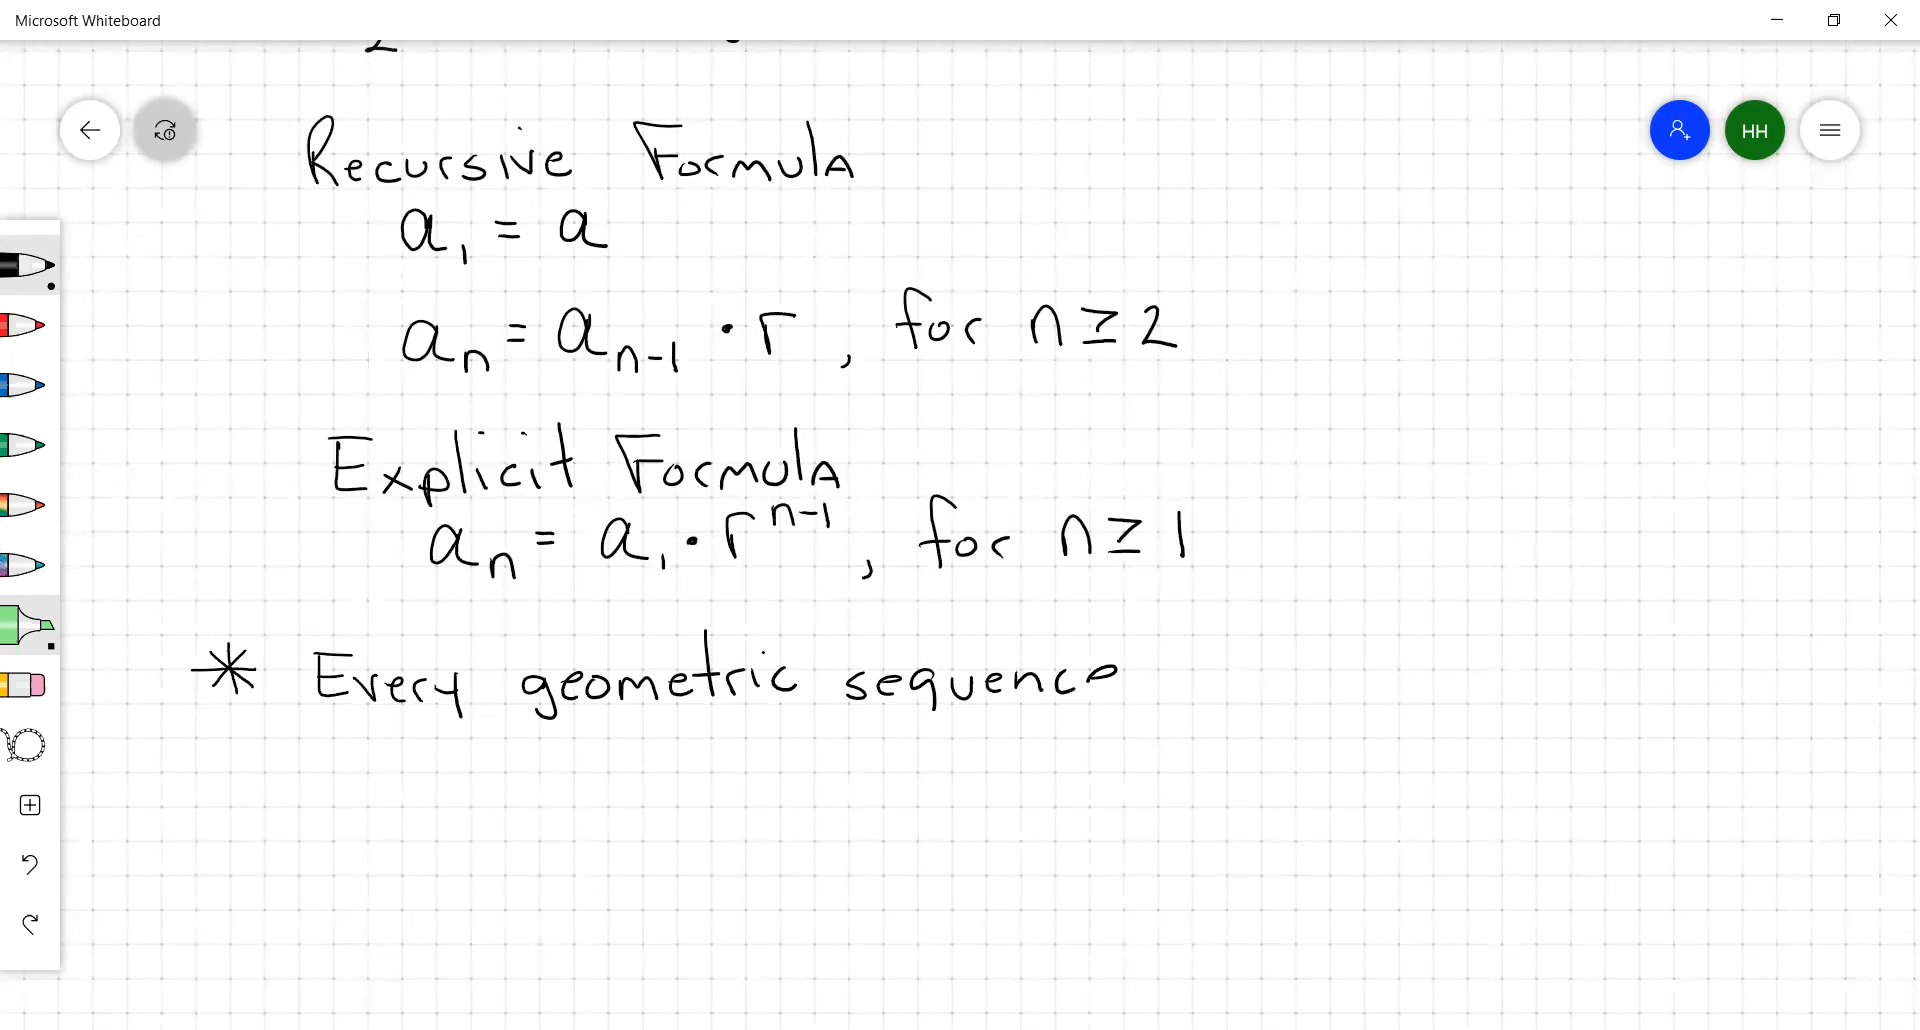 Microsoft Whiteboard
HH
Recursive Formula
a₁ = a
aₙ = aₙ₋₁ · r, for n ≥ 2
Explicit Formula
aₙ = a₁ · rⁿ⁻¹, for n ≥ 1
* Every geometric sequence